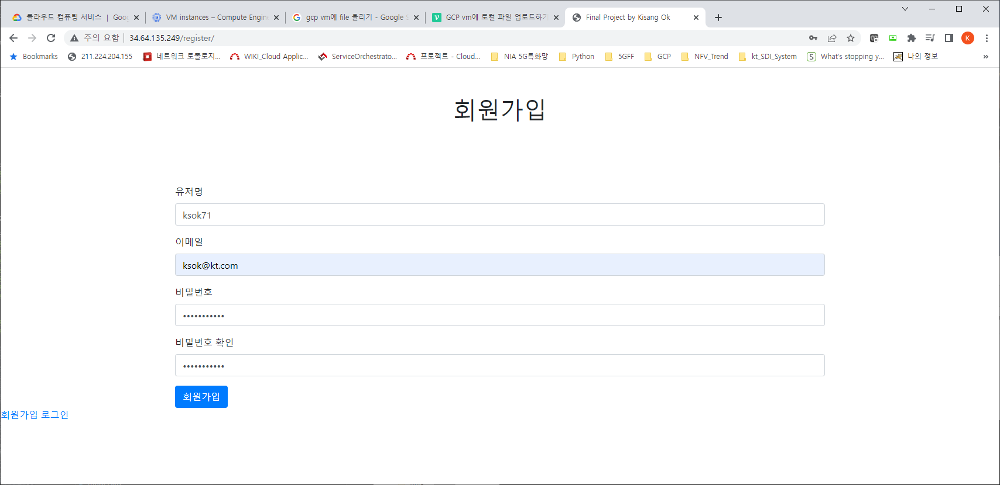 클라우드 컴퓨팅 서비스 | Goog
VM instances – Compute Engine
gcp vm에 file 올리기 - Google S
GCP vm에 로컬 파일 업로드하기
Final Project by Kisang Ok
주의 요함 | 34.64.135.249/register/
K
Bookmarks
211.224.204.155
네트워크 토폴로지...
WIKI_Cloud Applic...
ServiceOrchestrato...
프로젝트 - Cloud...
NIA 5G특화망
Python
5GFF
GCP
NFV_Trend
kt_SDI_System
S What's stopping y...
나의 정보
»
회원가입
유저명
ksok71
이메일
ksok@kt.com
비밀번호
•••••••••••
비밀번호 확인
•••••••••••
회원가입
회원가입 로그인